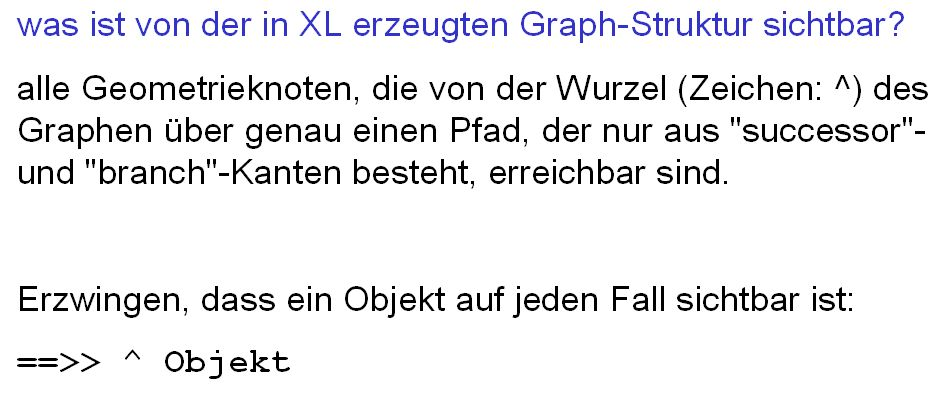 was ist von der in XL erzeugten Graph-Struktur sichtbar?
alle Geometrieknoten, die von der Wurzel (Zeichen: ^) des
Graphen über genau einen Pfad, der nur aus "successor"-
und "branch"-Kanten besteht, erreichbar sind.
Erzwingen, dass ein Objekt auf jeden Fall sichtbar ist:
==>> ^ Objekt